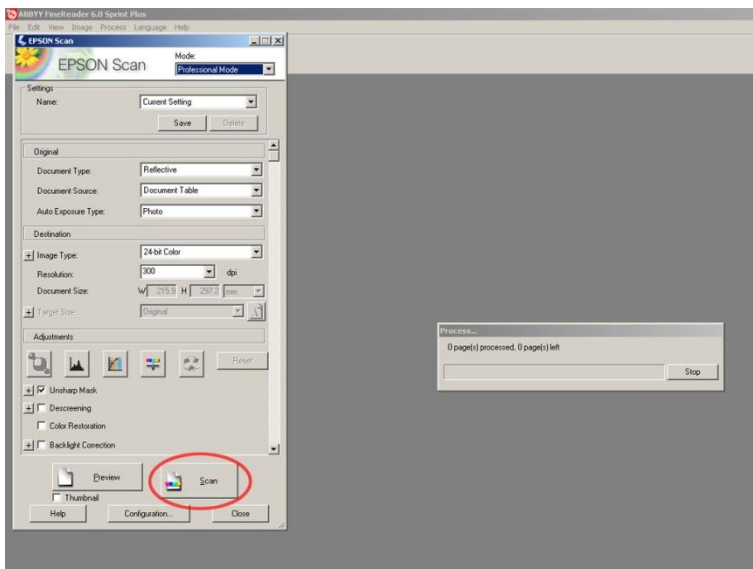 ABBYY FineReader 6.0 Sprint Plus
File Edit View Image Process Language Help
EPSON Scan
EPSON Scan
Mode:
Professional Mode
Settings
Name: Current Setting
Save Delete
Original
Document Type: Reflective
Document Source: Document Table
Auto Exposure Type: Photo
Destination
Image Type: 24-bit Color
Resolution: 300 dpi
Document Size: W 215.9 H 297.2 mm
Target Size: Original
Adjustments
Reset
Unsharp Mask
Descreening
Color Restoration
Backlight Correction
Preview Scan
Thumbnail
Help Configuration... Close
Process...
0 page(s) processed, 0 page(s) left
Stop